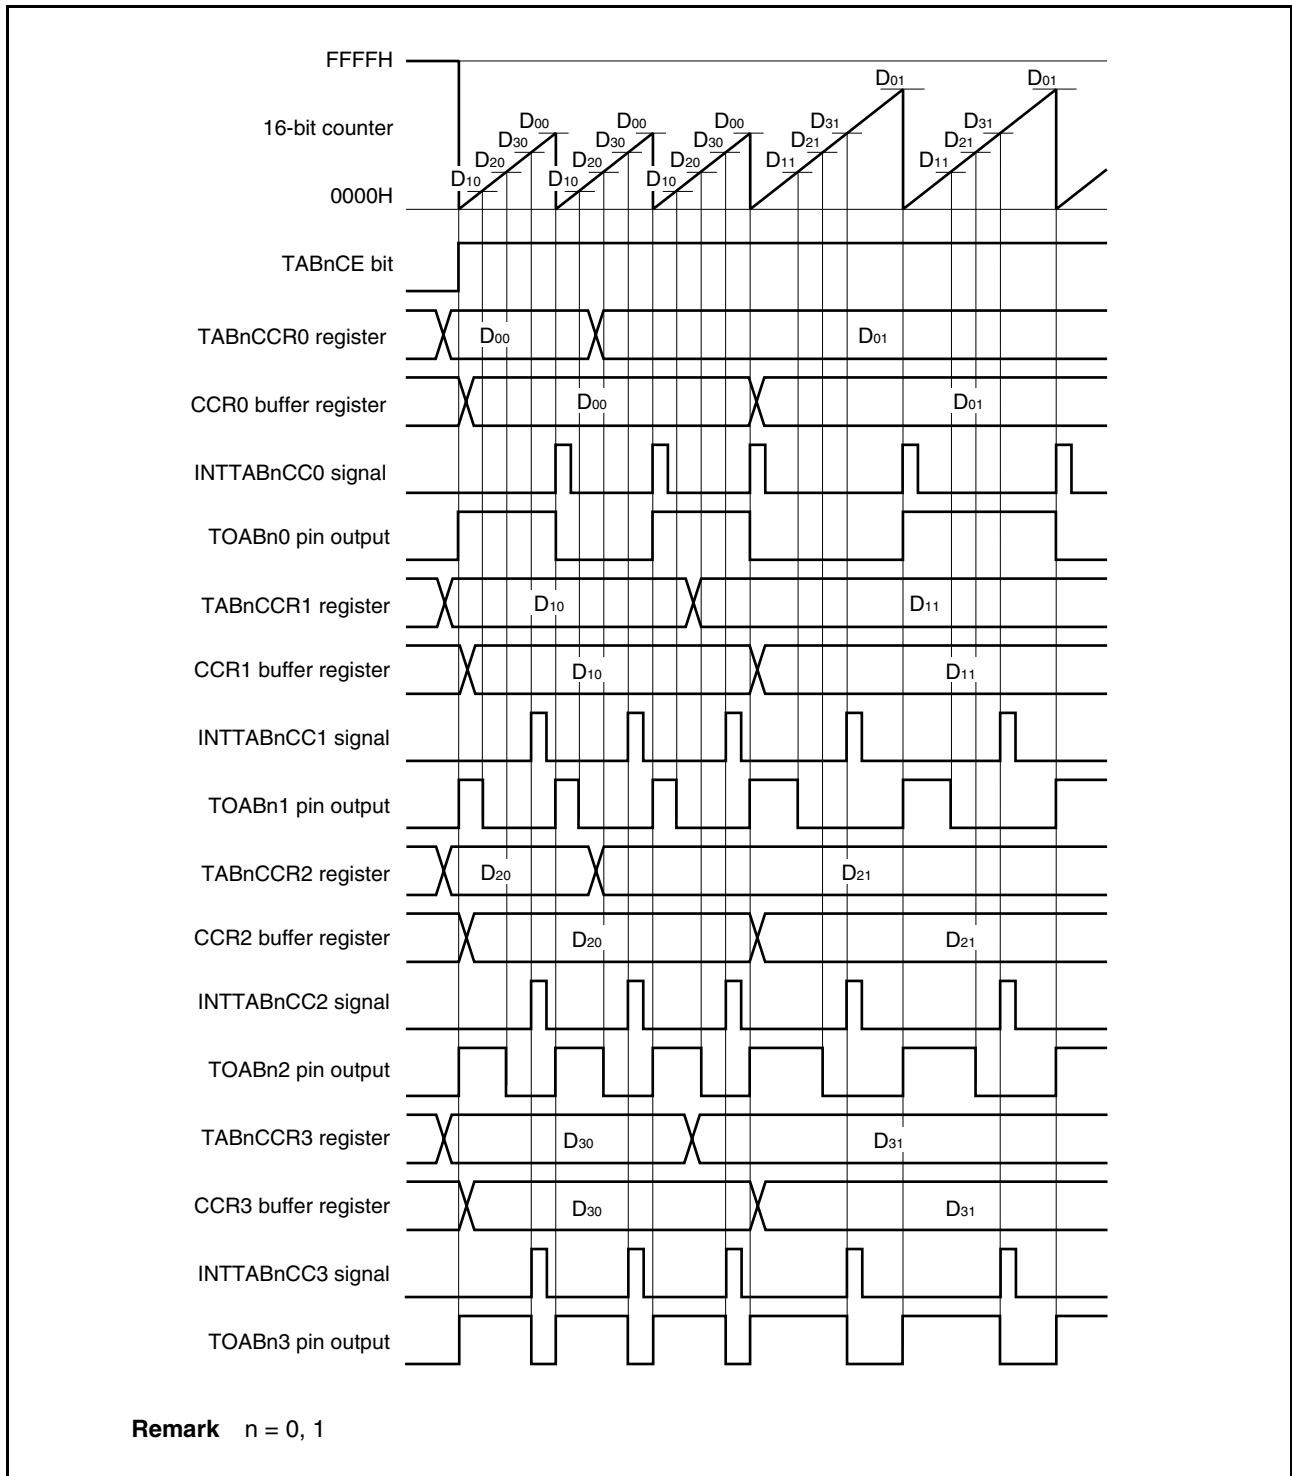 FFFFH
16-bit counter
0000H
D01 D01
D00 D00 D00 D31 D31
D30 D30 D30 D21 D21
D20 D20 D20 D11 D11
D10 D10 D10
TABnCE bit
TABnCCR0 register D00 D01
CCR0 buffer register D00 D01
INTTABnCC0 signal
TOABn0 pin output
TABnCCR1 register D10 D11
CCR1 buffer register D10 D11
INTTABnCC1 signal
TOABn1 pin output
TABnCCR2 register D20 D21
CCR2 buffer register D20 D21
INTTABnCC2 signal
TOABn2 pin output
TABnCCR3 register D30 D31
CCR3 buffer register D30 D31
INTTABnCC3 signal
TOABn3 pin output
Remark n = 0, 1